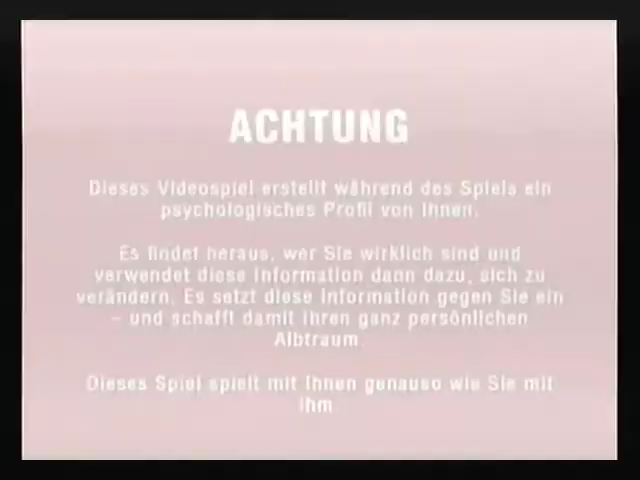 ACHTUNG
Dieses Videospiel erstellt während des Spiels ein
psychologisches Profil von Ihnen.
Es findet heraus, wer Sie wirklich sind und
verwendet diese Information dann dazu, sich zu
verändern. Es setzt diese Information gegen Sie ein
- und schafft damit Ihren ganz persönlichen
Albtraum.
Dieses Spiel spielt mit Ihnen genauso wie Sie mit
ihm.